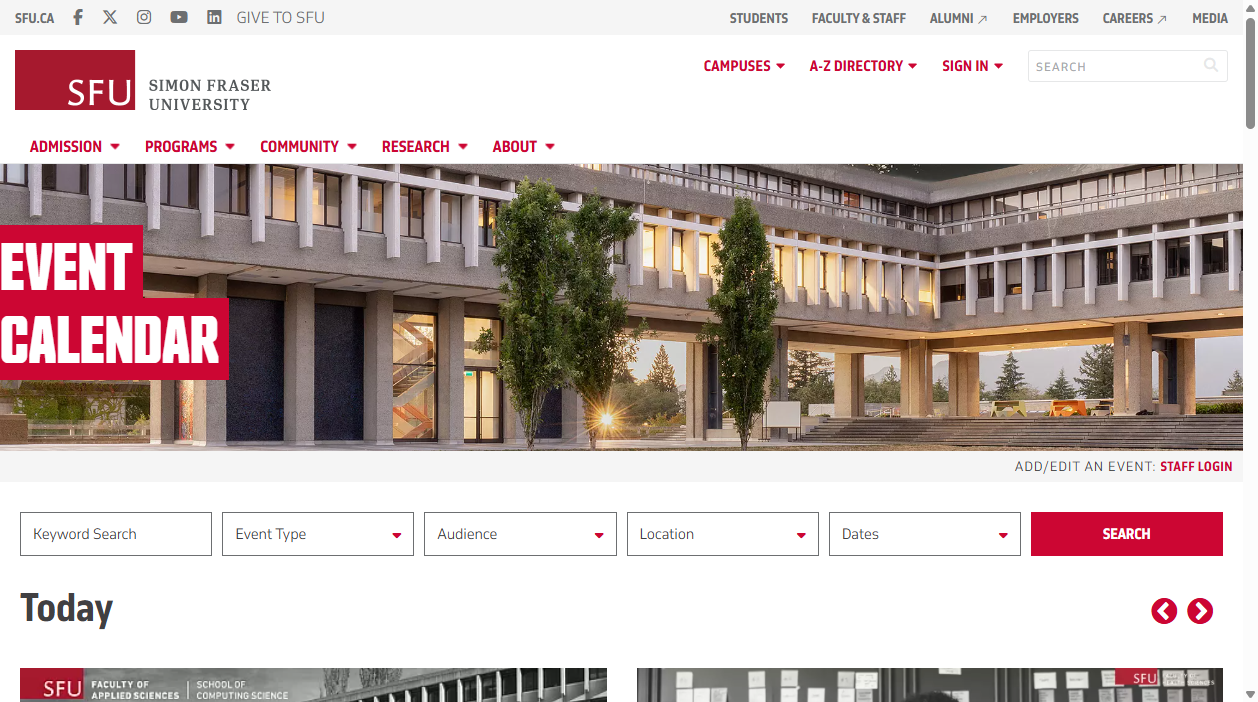 SFU.CA GIVE TO SFU STUDENTS FACULTY & STAFF ALUMNI EMPLOYERS CAREERS MEDIA
SFU SIMON FRASER
UNIVERSITY
CAMPUSES A-Z DIRECTORY SIGN IN SEARCH
ADMISSION PROGRAMS COMMUNITY RESEARCH ABOUT
EVENT
CALENDAR
ADD/EDIT AN EVENT: STAFF LOGIN
Keyword Search Event Type Audience Location Dates SEARCH
Today
SFU FACULTY OF
APPLIED SCIENCES SCHOOL OF
COMPUTING SCIENCE
SFU